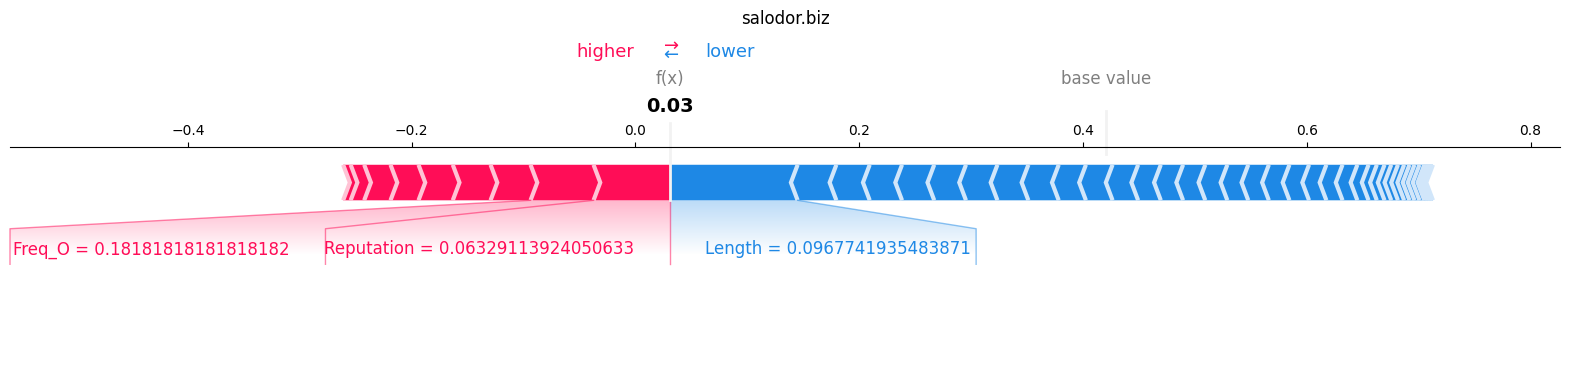 salodor.biz
higher ⇄ lower
f(x) base value
0.03
−0.4 −0.2 0.0 0.2 0.4 0.6 0.8
Freq_O = 0.18181818181818182 Reputation = 0.06329113924050633 Length = 0.0967741935483871